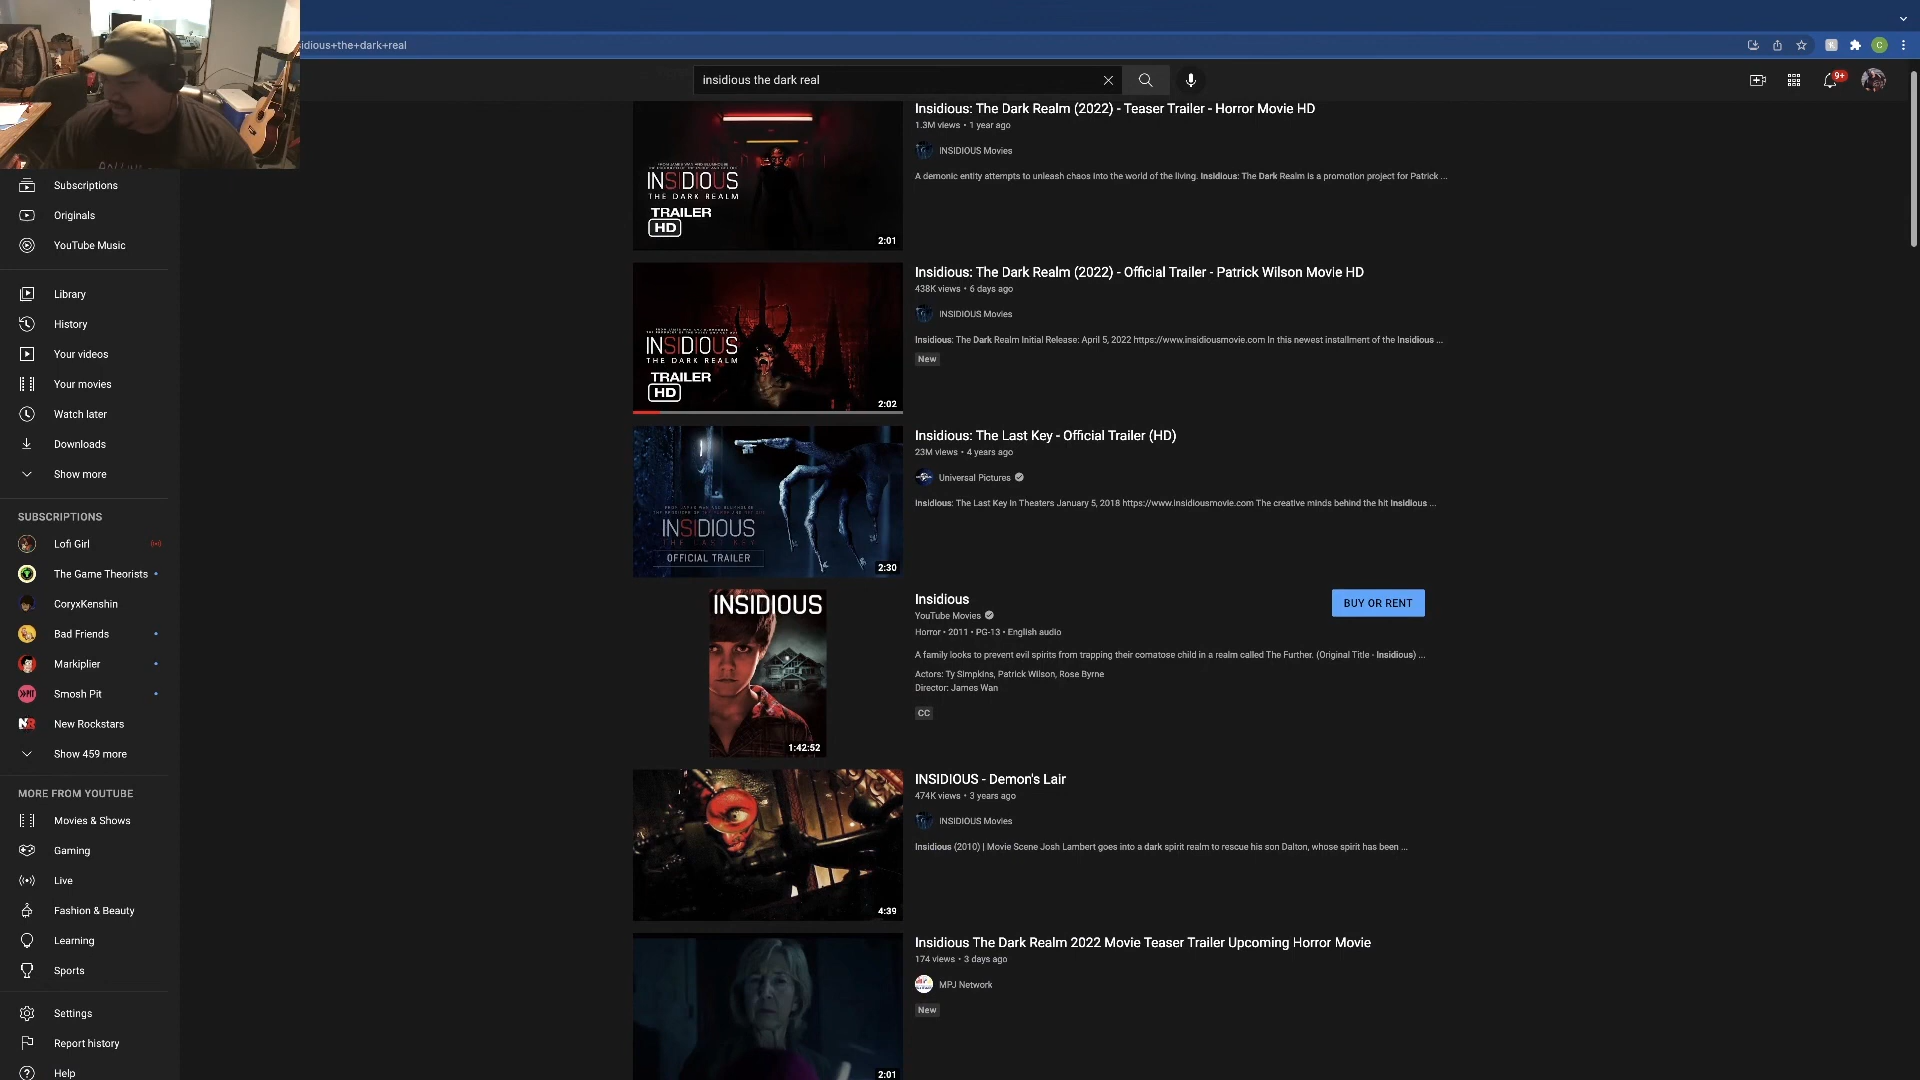 idious+the+dark+real
C
insidious the dark real
9+
Subscriptions
Originals
YouTube Music
Library
History
Your videos
Your movies
Watch later
Downloads
Show more
SUBSCRIPTIONS
Lofi Girl
The Game Theorists
CoryxKenshin
Bad Friends
Markiplier
Smosh Pit
New Rockstars
Show 459 more
MORE FROM YOUTUBE
Movies & Shows
Gaming
Live
Fashion & Beauty
Learning
Sports
Settings
Report history
Help
INSIDIOUS
THE DARK REALM
TRAILER
HD
2:01
Insidious: The Dark Realm (2022) - Teaser Trailer - Horror Movie HD
1.3M views • 1 year ago
INSIDIOUS Movies
A demonic entity attempts to unleash chaos into the world of the living. Insidious: The Dark Realm is a promotion project for Patrick ...
INSIDIOUS
THE DARK REALM
TRAILER
HD
2:02
Insidious: The Dark Realm (2022) - Official Trailer - Patrick Wilson Movie HD
438K views • 6 days ago
INSIDIOUS Movies
Insidious: The Dark Realm Initial Release: April 5, 2022 https://www.insidiousmovie.com In this newest installment of the Insidious ...
New
INSIDIOUS
THE LAST KEY
OFFICIAL TRAILER
2:30
Insidious: The Last Key - Official Trailer (HD)
23M views • 4 years ago
Universal Pictures
Insidious: The Last Key in Theaters January 5, 2018 https://www.insidiousmovie.com The creative minds behind the hit Insidious ...
INSIDIOUS
1:42:52
Insidious
YouTube Movies
Horror • 2011 • PG-13 • English audio
A family looks to prevent evil spirits from trapping their comatose child in a realm called The Further. (Original Title - Insidious) ...
Actors: Ty Simpkins, Patrick Wilson, Rose Byrne
Director: James Wan
CC
BUY OR RENT
4:39
INSIDIOUS - Demon's Lair
474K views • 3 years ago
INSIDIOUS Movies
Insidious (2010) | Movie Scene Josh Lambert goes into a dark spirit realm to rescue his son Dalton, whose spirit has been ...
2:01
Insidious The Dark Realm 2022 Movie Teaser Trailer Upcoming Horror Movie
174 views • 3 days ago
MPJ Network
New